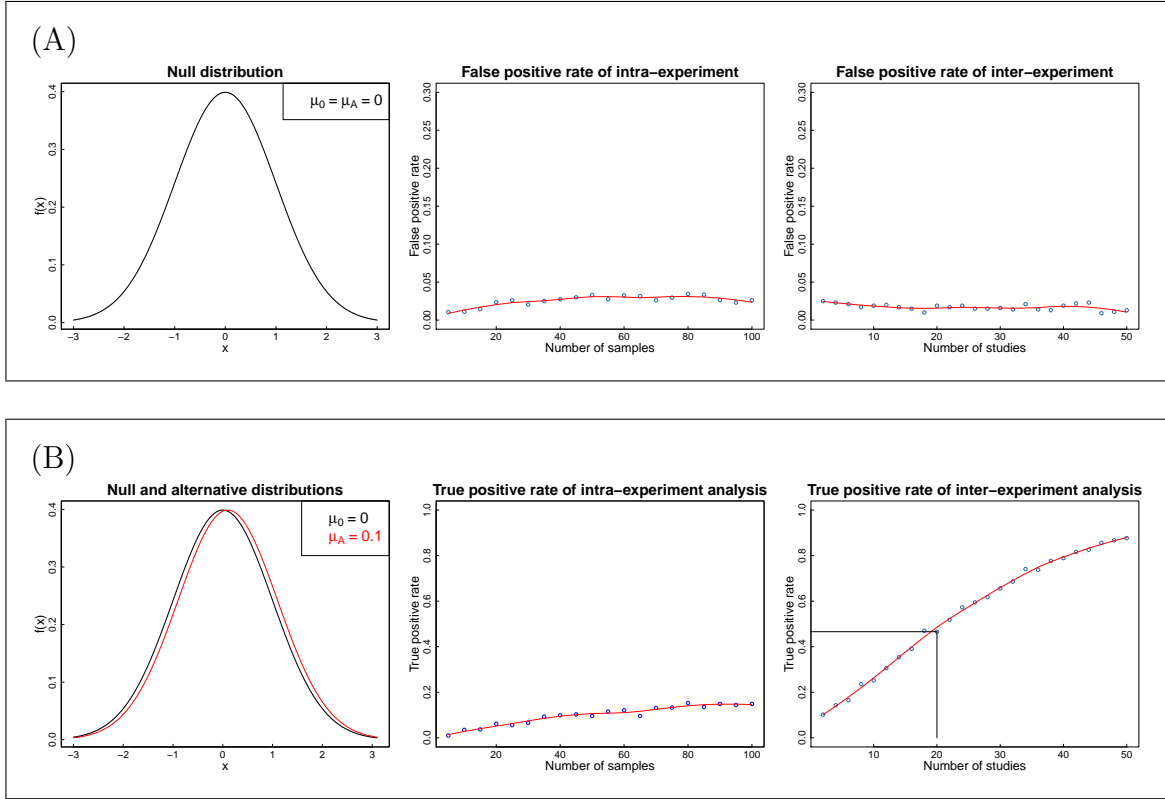 (A)
Null distribution
μ0 = μA = 0
f(x)
0.0 0.1 0.2 0.3 0.4
−3 −2 −1 0 1 2 3
x
False positive rate of intra−experiment
False positive rate
0.00 0.05 0.10 0.15 0.20 0.25 0.30
20 40 60 80 100
Number of samples
False positive rate of inter−experiment
False positive rate
0.00 0.05 0.10 0.15 0.20 0.25 0.30
10 20 30 40 50
Number of studies
(B)
Null and alternative distributions
μ0 = 0
μA = 0.1
f(x)
0.0 0.1 0.2 0.3 0.4
−3 −2 −1 0 1 2 3
x
True positive rate of intra−experiment analysis
True positive rate
0.0 0.2 0.4 0.6 0.8 1.0
20 40 60 80 100
Number of samples
True positive rate of inter−experiment analysis
True positive rate
0.0 0.2 0.4 0.6 0.8 1.0
10 20 30 40 50
Number of studies